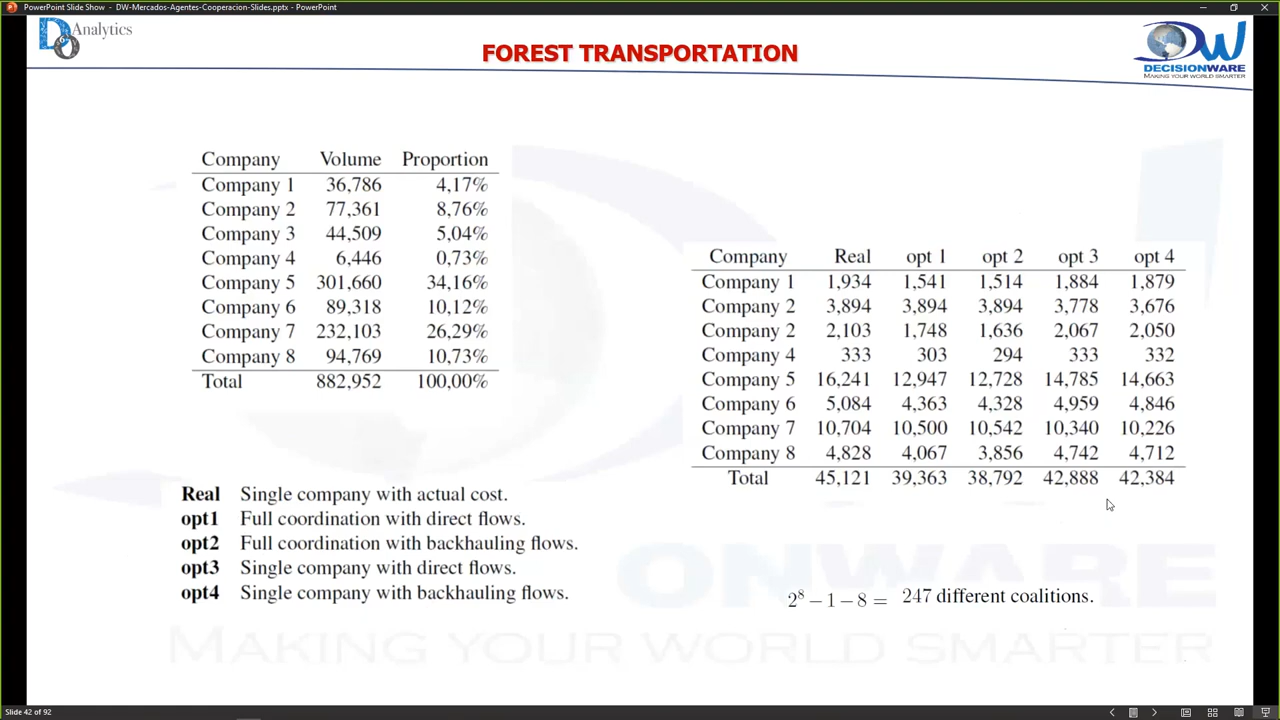 PowerPoint Slide Show - DW-Mercados-Agentes-Cooperacion-Slides.pptx - PowerPoint
Analytics
FOREST TRANSPORTATION
DW
DECISIONWARE
MAKING YOUR WORLD SMARTER
Company Volume Proportion
Company 1 36,786 4,17%
Company 2 77,361 8,76%
Company 3 44,509 5,04%
Company 4 6,446 0,73%
Company 5 301,660 34,16%
Company 6 89,318 10,12%
Company 7 232,103 26,29%
Company 8 94,769 10,73%
Total 882,952 100,00%
Company Real opt 1 opt 2 opt 3 opt 4
Company 1 1,934 1,541 1,514 1,884 1,879
Company 2 3,894 3,894 3,894 3,778 3,676
Company 2 2,103 1,748 1,636 2,067 2,050
Company 4 333 303 294 333 332
Company 5 16,241 12,947 12,728 14,785 14,663
Company 6 5,084 4,363 4,328 4,959 4,846
Company 7 10,704 10,500 10,542 10,340 10,226
Company 8 4,828 4,067 3,856 4,742 4,712
Total 45,121 39,363 38,792 42,888 42,384
Real Single company with actual cost.
opt1 Full coordination with direct flows.
opt2 Full coordination with backhauling flows.
opt3 Single company with direct flows.
opt4 Single company with backhauling flows.
2⁸ – 1 – 8 = 247 different coalitions.
ONWARE
MAKING YOUR WORLD SMARTER
Slide 42 of 92